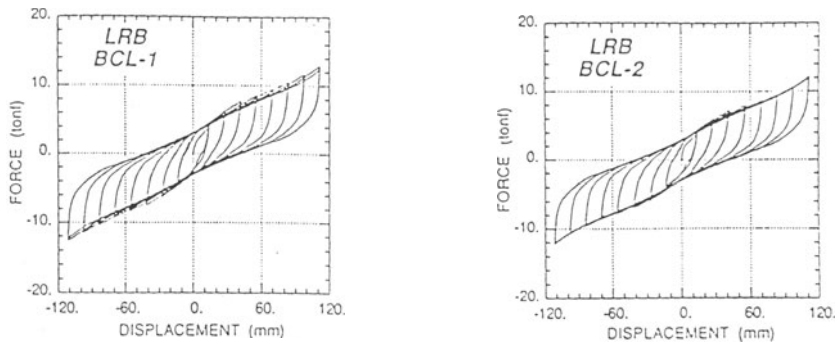 20.
LRB
BCL-1
10.
0.
-10.
-20.
FORCE (tonf)
-120.
-60.
0.
60.
120.
DISPLACEMENT (mm)
20.
LRB
BCL-2
10.
0.
-10.
-20.
FORCE (tonf)
-120.
-60.
0.
60.
120.
DISPLACEMENT (mm)